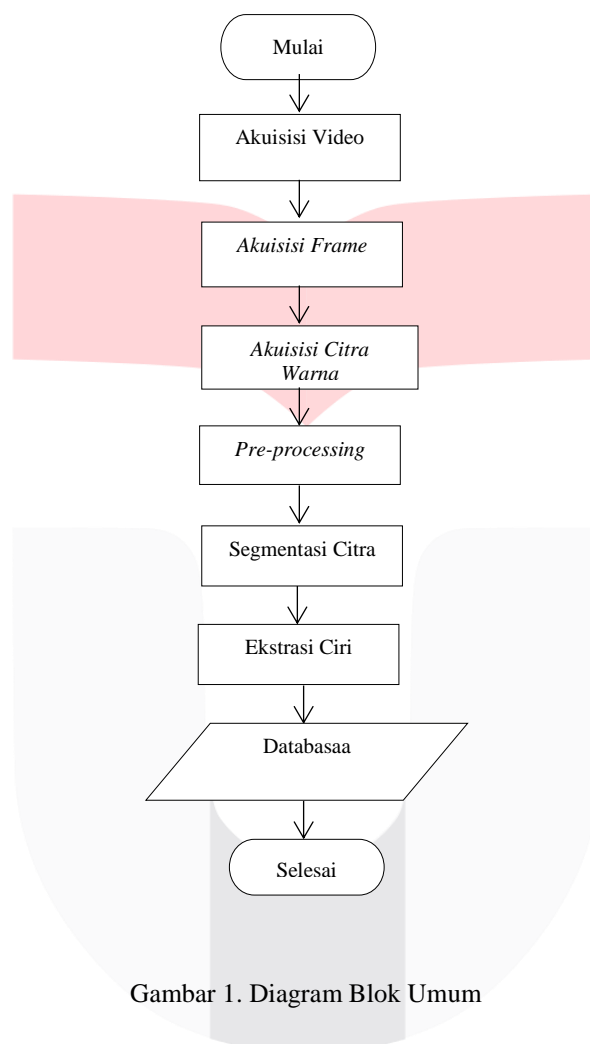 Mulai
Akuisisi Video
Akuisisi Frame
Akuisisi Citra
Warna
Pre-processing
Segmentasi Citra
Ekstrasi Ciri
Databasaa
Selesai
Gambar 1. Diagram Blok Umum